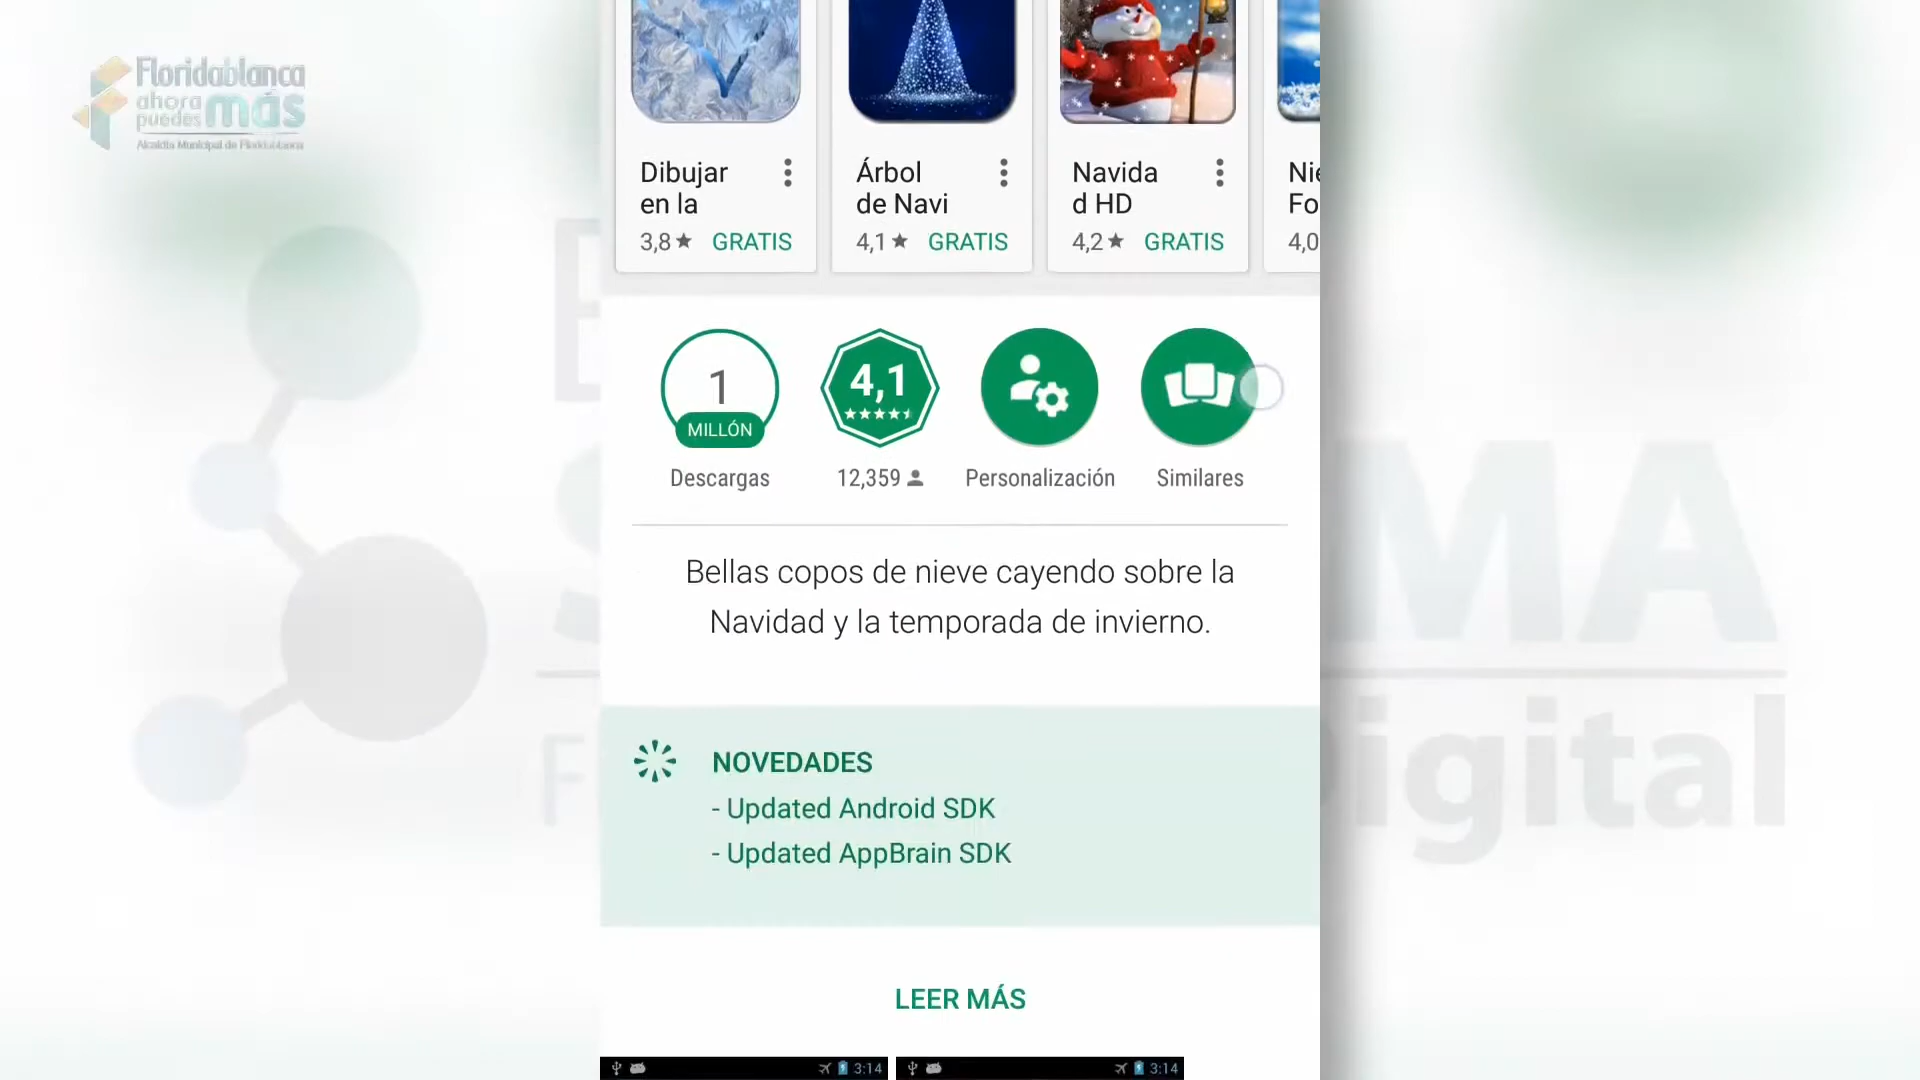 Floridablanca
ahora
puedes
más
Alcaldía Municipal de Floridablanca
Dibujar
en la
3,8 GRATIS
Árbol
de Navi
4,1 GRATIS
Navida
d HD
4,2 GRATIS
Nie
Fo
4,0
1
MILLÓN
Descargas
4,1
12,359
Personalización
Similares
Bellas copos de nieve cayendo sobre la
Navidad y la temporada de invierno.
NOVEDADES
- Updated Android SDK
- Updated AppBrain SDK
LEER MÁS
3:14
3:14
MA
igital